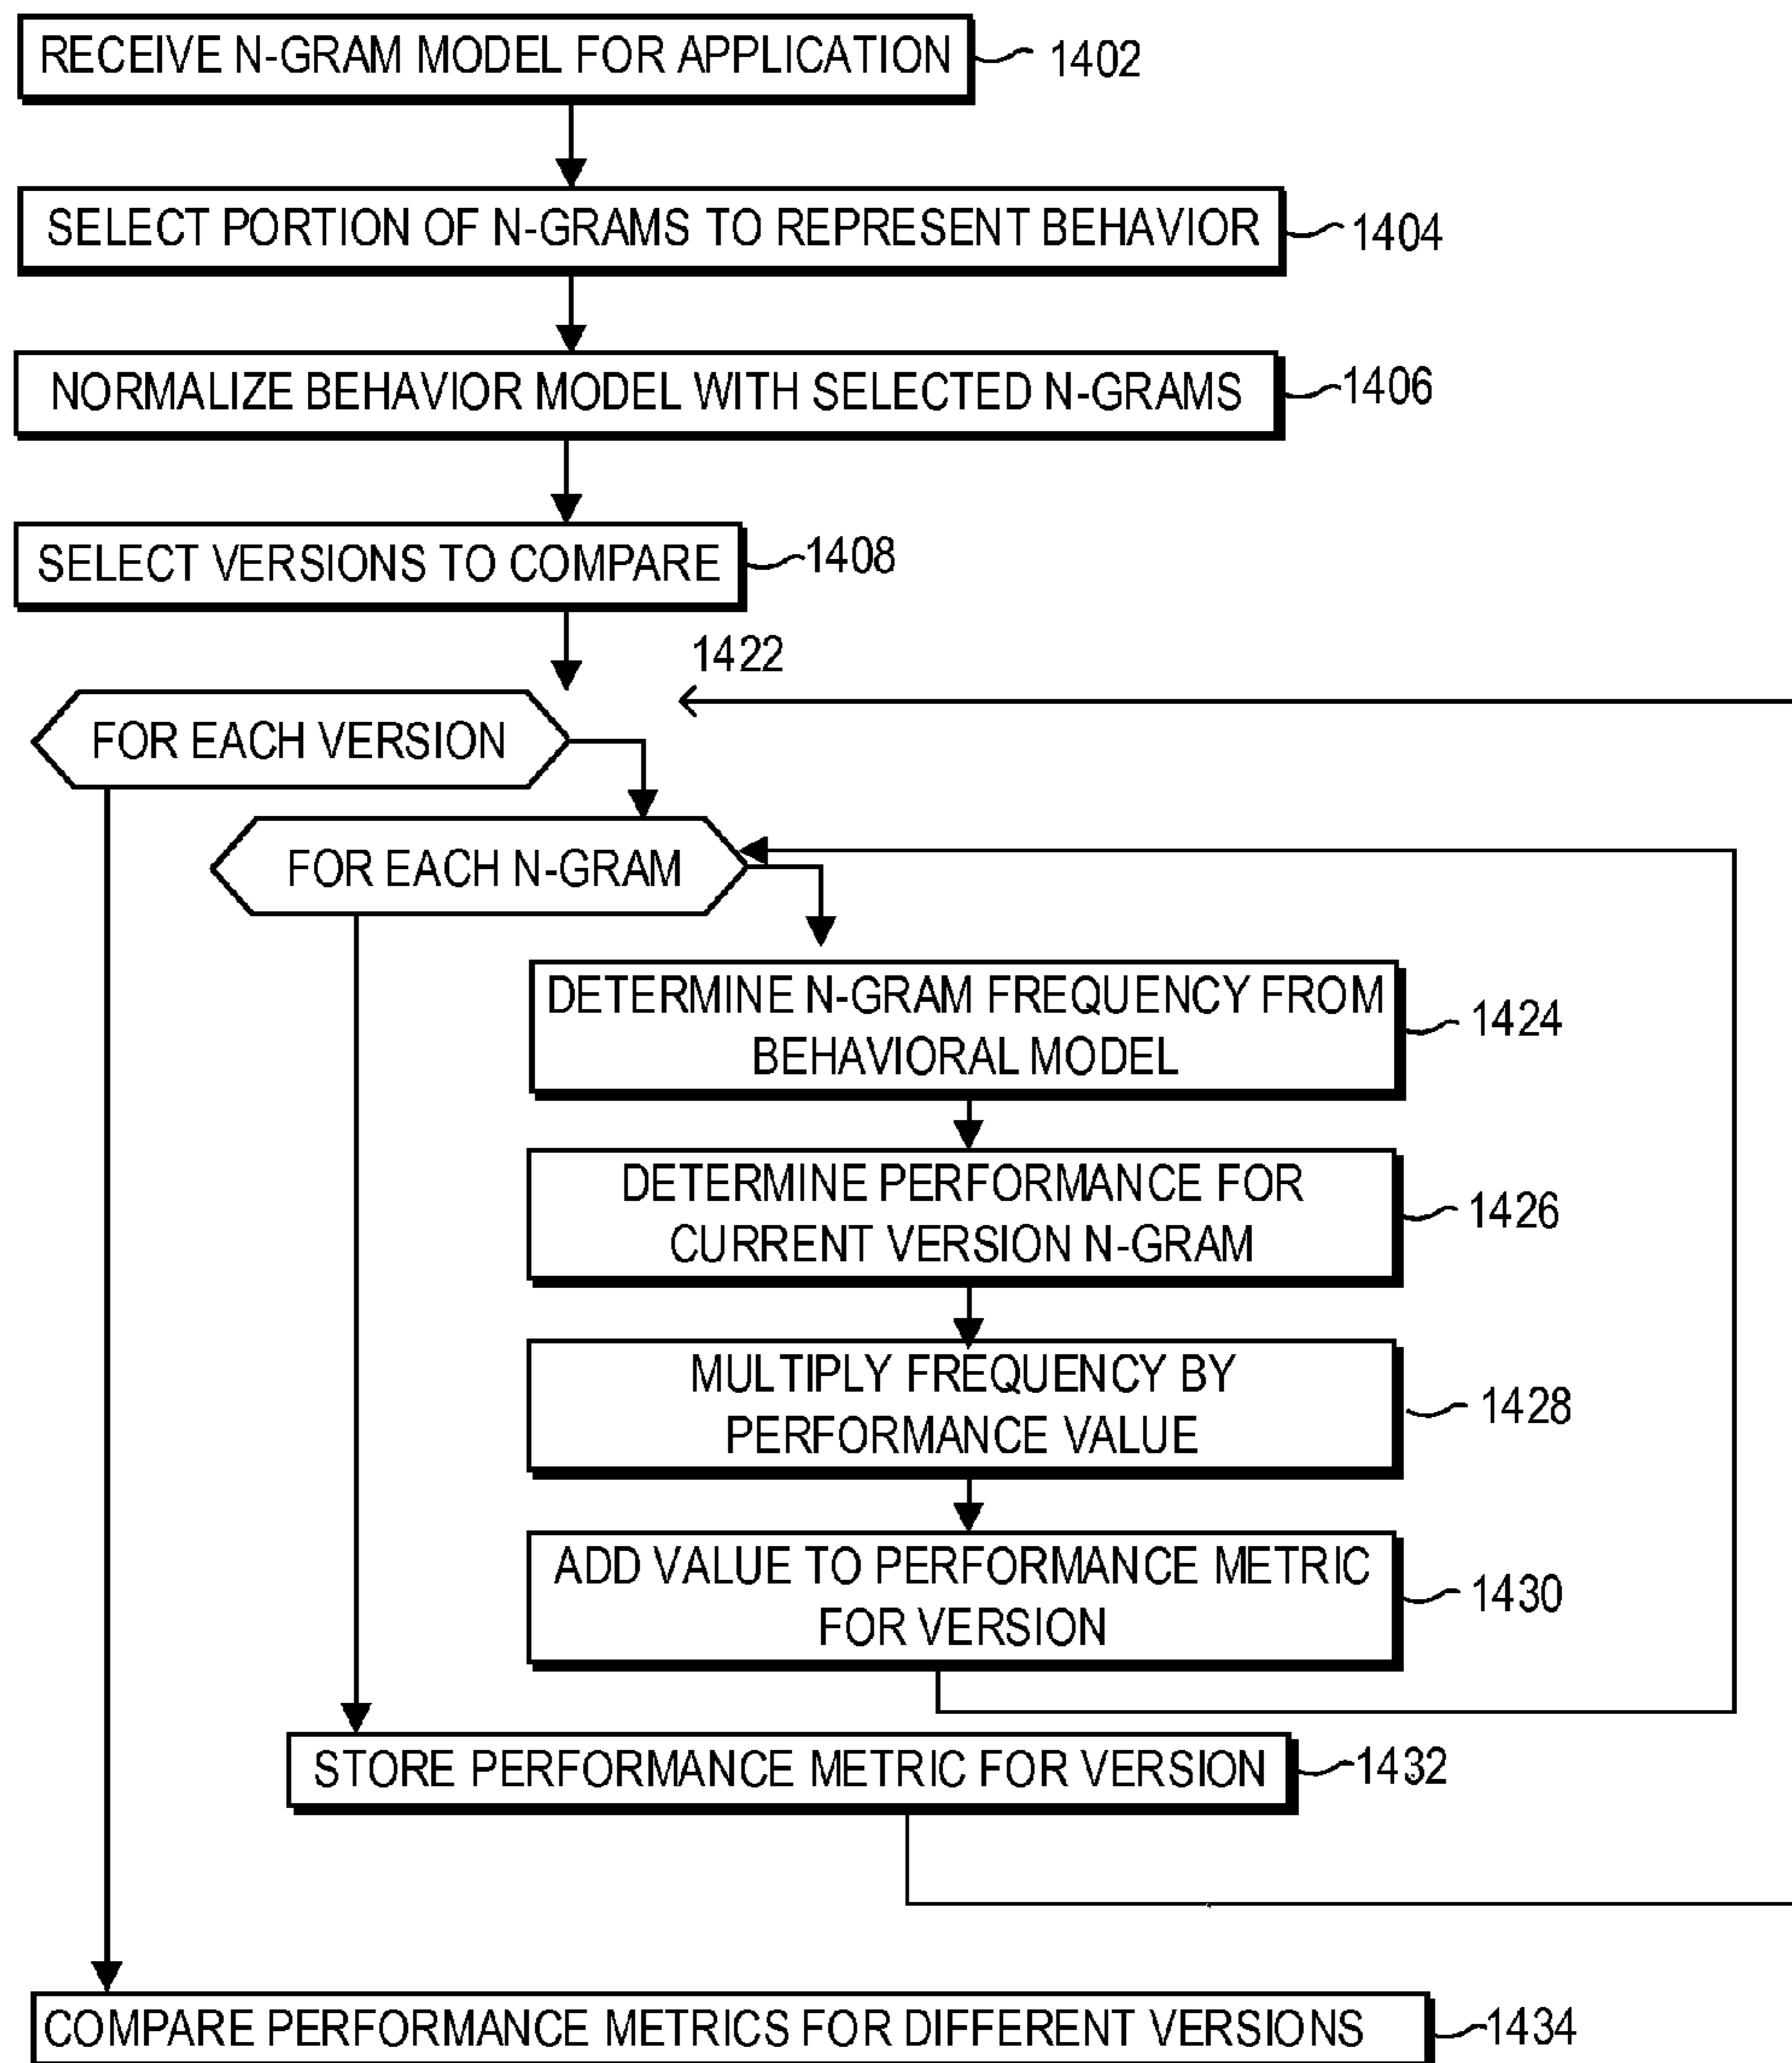 RECEIVE N-GRAM MODEL FOR APPLICATION
1402
SELECT PORTION OF N-GRAMS TO REPRESENT BEHAVIOR
1404
NORMALIZE BEHAVIOR MODEL WITH SELECTED N-GRAMS
1406
SELECT VERSIONS TO COMPARE
1408
1422
FOR EACH VERSION
FOR EACH N-GRAM
DETERMINE N-GRAM FREQUENCY FROM
BEHAVIORAL MODEL
1424
DETERMINE PERFORMANCE FOR
CURRENT VERSION N-GRAM
1426
MULTIPLY FREQUENCY BY
PERFORMANCE VALUE
1428
ADD VALUE TO PERFORMANCE METRIC
FOR VERSION
1430
STORE PERFORMANCE METRIC FOR VERSION
1432
COMPARE PERFORMANCE METRICS FOR DIFFERENT VERSIONS
1434